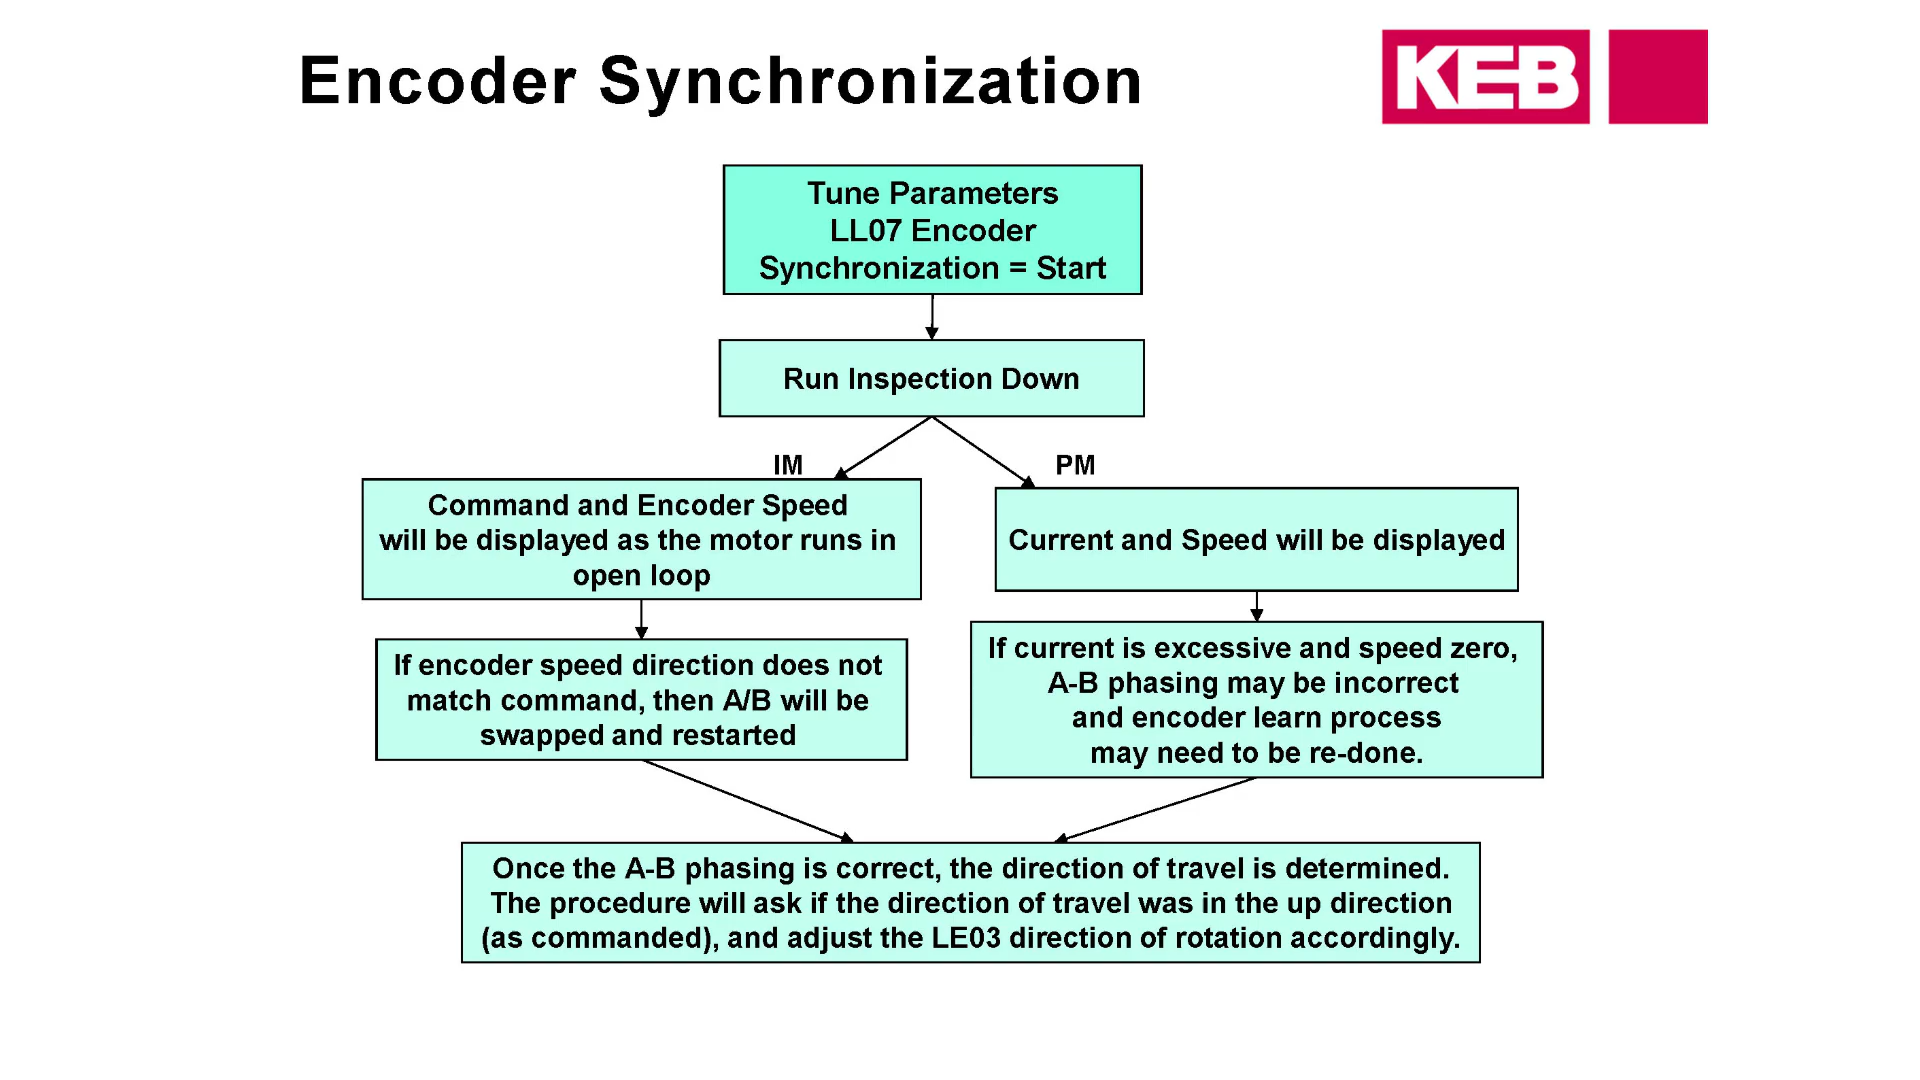 Encoder Synchronization
KEB
Tune Parameters
LL07 Encoder
Synchronization = Start
Run Inspection Down
IM
PM
Command and Encoder Speed
will be displayed as the motor runs in
open loop
Current and Speed will be displayed
If encoder speed direction does not
match command, then A/B will be
swapped and restarted
If current is excessive and speed zero,
A-B phasing may be incorrect
and encoder learn process
may need to be re-done.
Once the A-B phasing is correct, the direction of travel is determined.
The procedure will ask if the direction of travel was in the up direction
(as commanded), and adjust the LE03 direction of rotation accordingly.